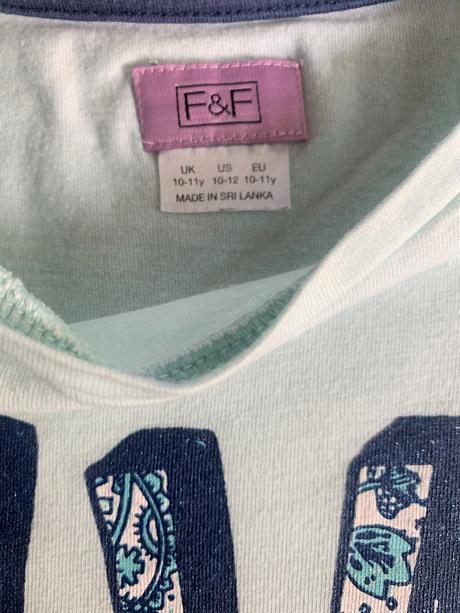 F&F
UK US EU
10-11y 10-12 10-11y
MADE IN SRI LANKA